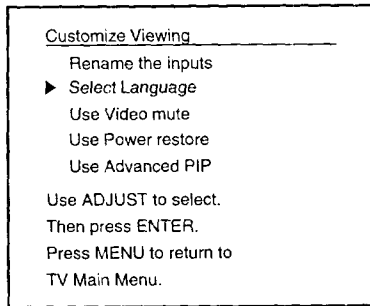 Customize Viewing
Rename the inputs
Select Language
Use Video mute
Use Power restore
Use Advanced PIP
Use ADJUST to select.
Then press ENTER.
Press MENU to return to
TV Main Menu.